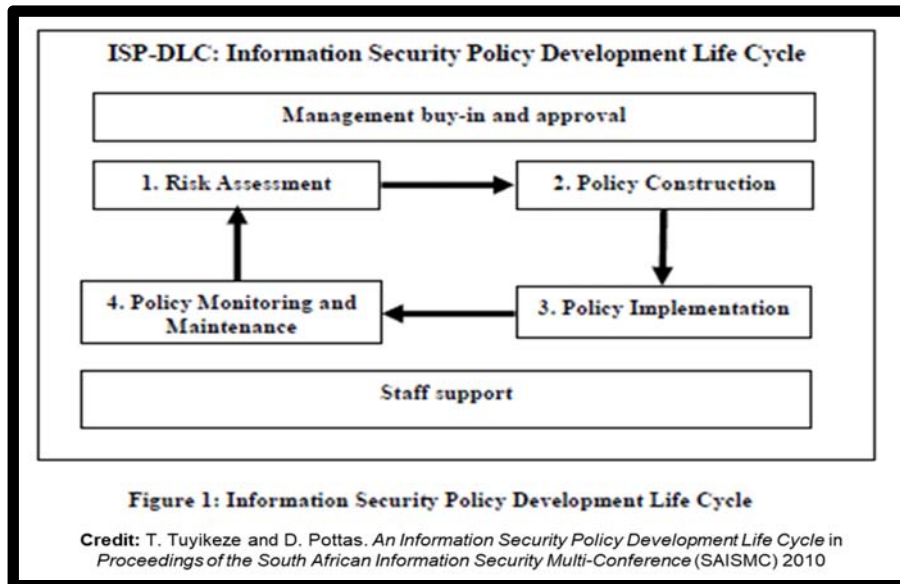 ISP-DLC: Information Security Policy Development Life Cycle
Management buy-in and approval
1. Risk Assessment
2. Policy Construction
4. Policy Monitoring and
Maintenance
3. Policy Implementation
Staff support
Figure 1: Information Security Policy Development Life Cycle
Credit: T. Tuyikeze and D. Pottas. An Information Security Policy Development Life Cycle in
Proceedings of the South African Information Security Multi-Conference (SAISMC) 2010